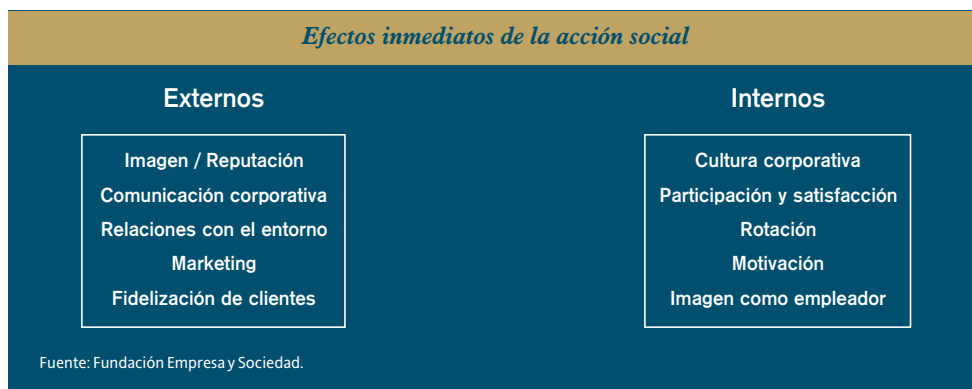 Efectos inmediatos de la acción social
Externos
Imagen / Reputación
Comunicación corporativa
Relaciones con el entorno
Marketing
Fidelización de clientes
Internos
Cultura corporativa
Participación y satisfacción
Rotación
Motivación
Imagen como empleador
Fuente: Fundación Empresa y Sociedad.